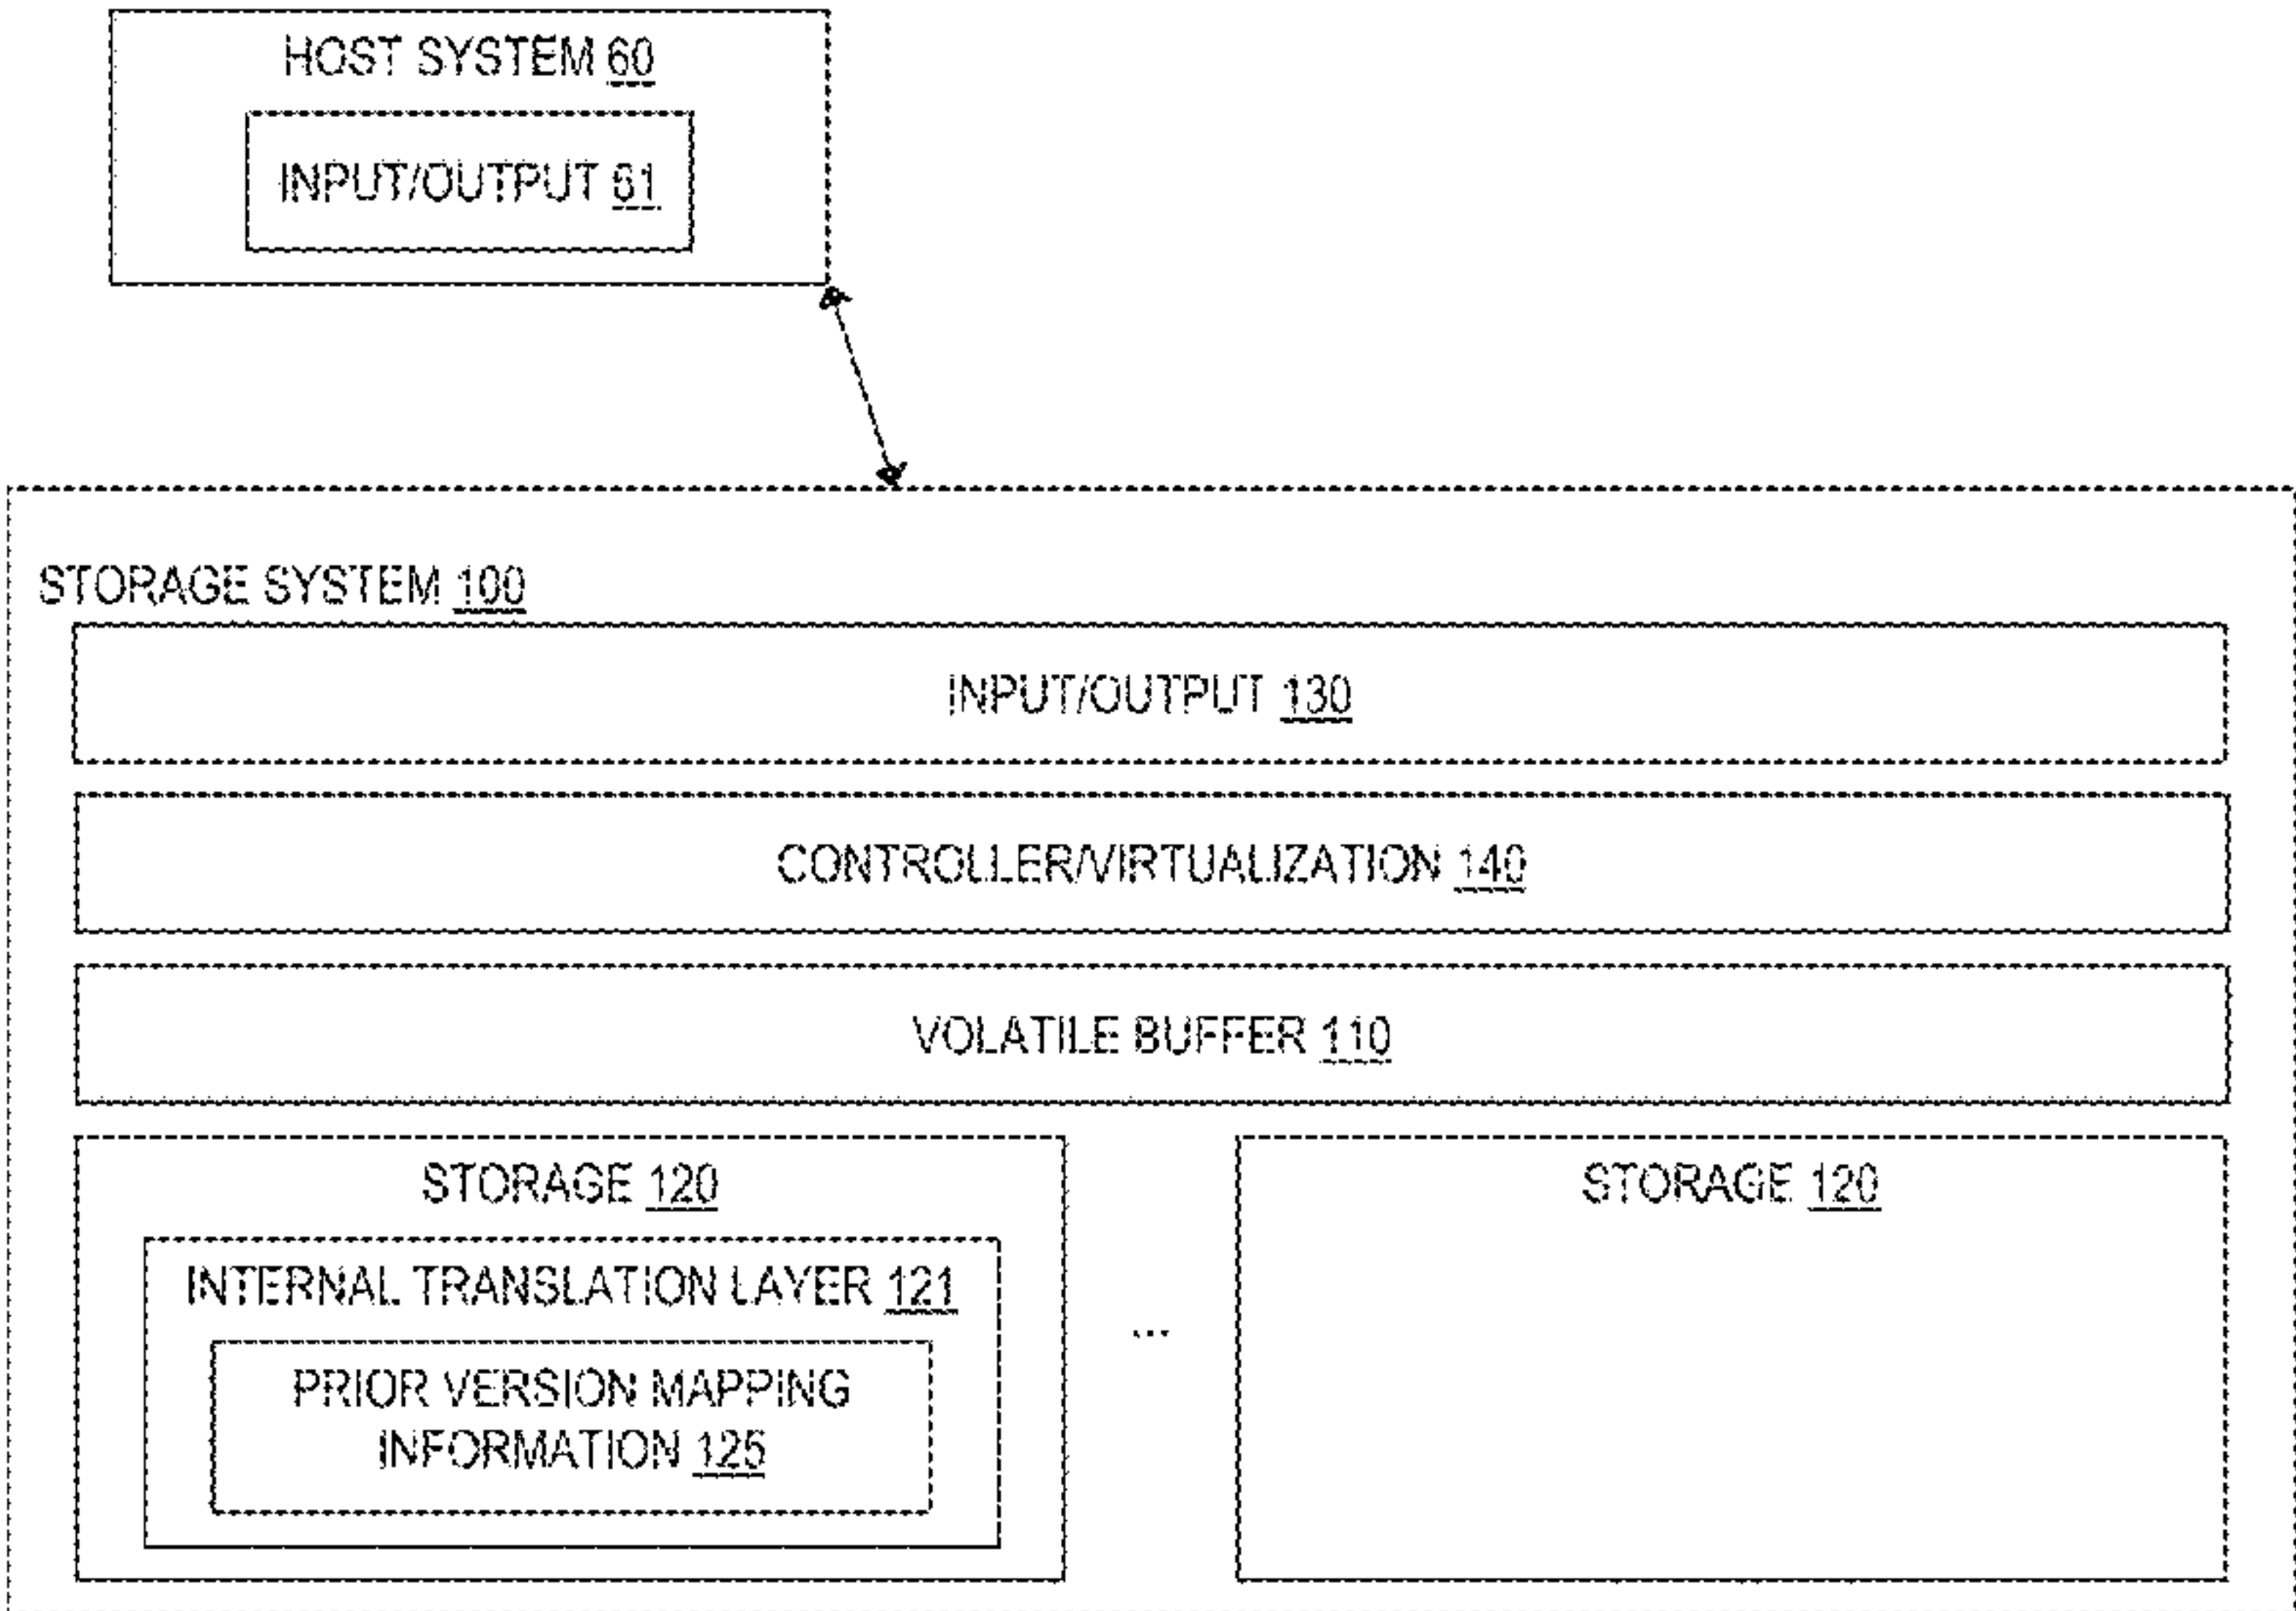 HOST SYSTEM 60
INPUT/OUTPUT 61
STORAGE SYSTEM 100
INPUT/OUTPUT 130
CONTROLLER/VIRTUALIZATION 140
VOLATILE BUFFER 110
STORAGE 120
INTERNAL TRANSLATION LAYER 121
PRIOR VERSION MAPPING
INFORMATION 125
...
STORAGE 120